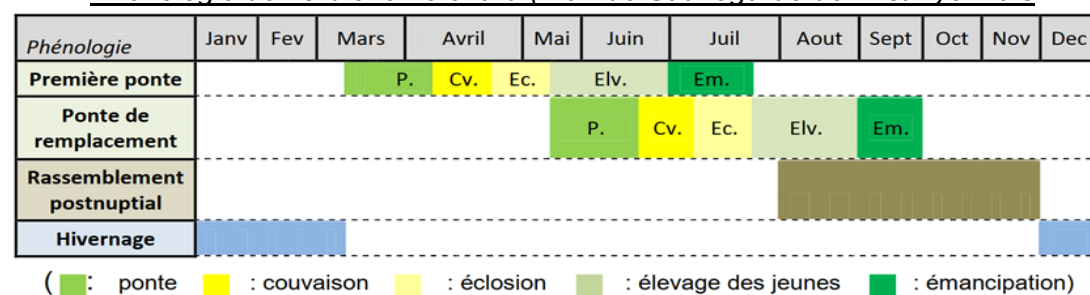 Phénologie Janv Fev Mars Avril Mai Juin Juil Aout Sept Oct Nov Dec
Première ponte P. Cv. Ec. Elv. Em.
Ponte de
remplacement P. Cv. Ec. Elv. Em.
Rassemblement
postnuptial
Hivernage
( : ponte : couvaison : éclosion : élevage des jeunes : émancipation)